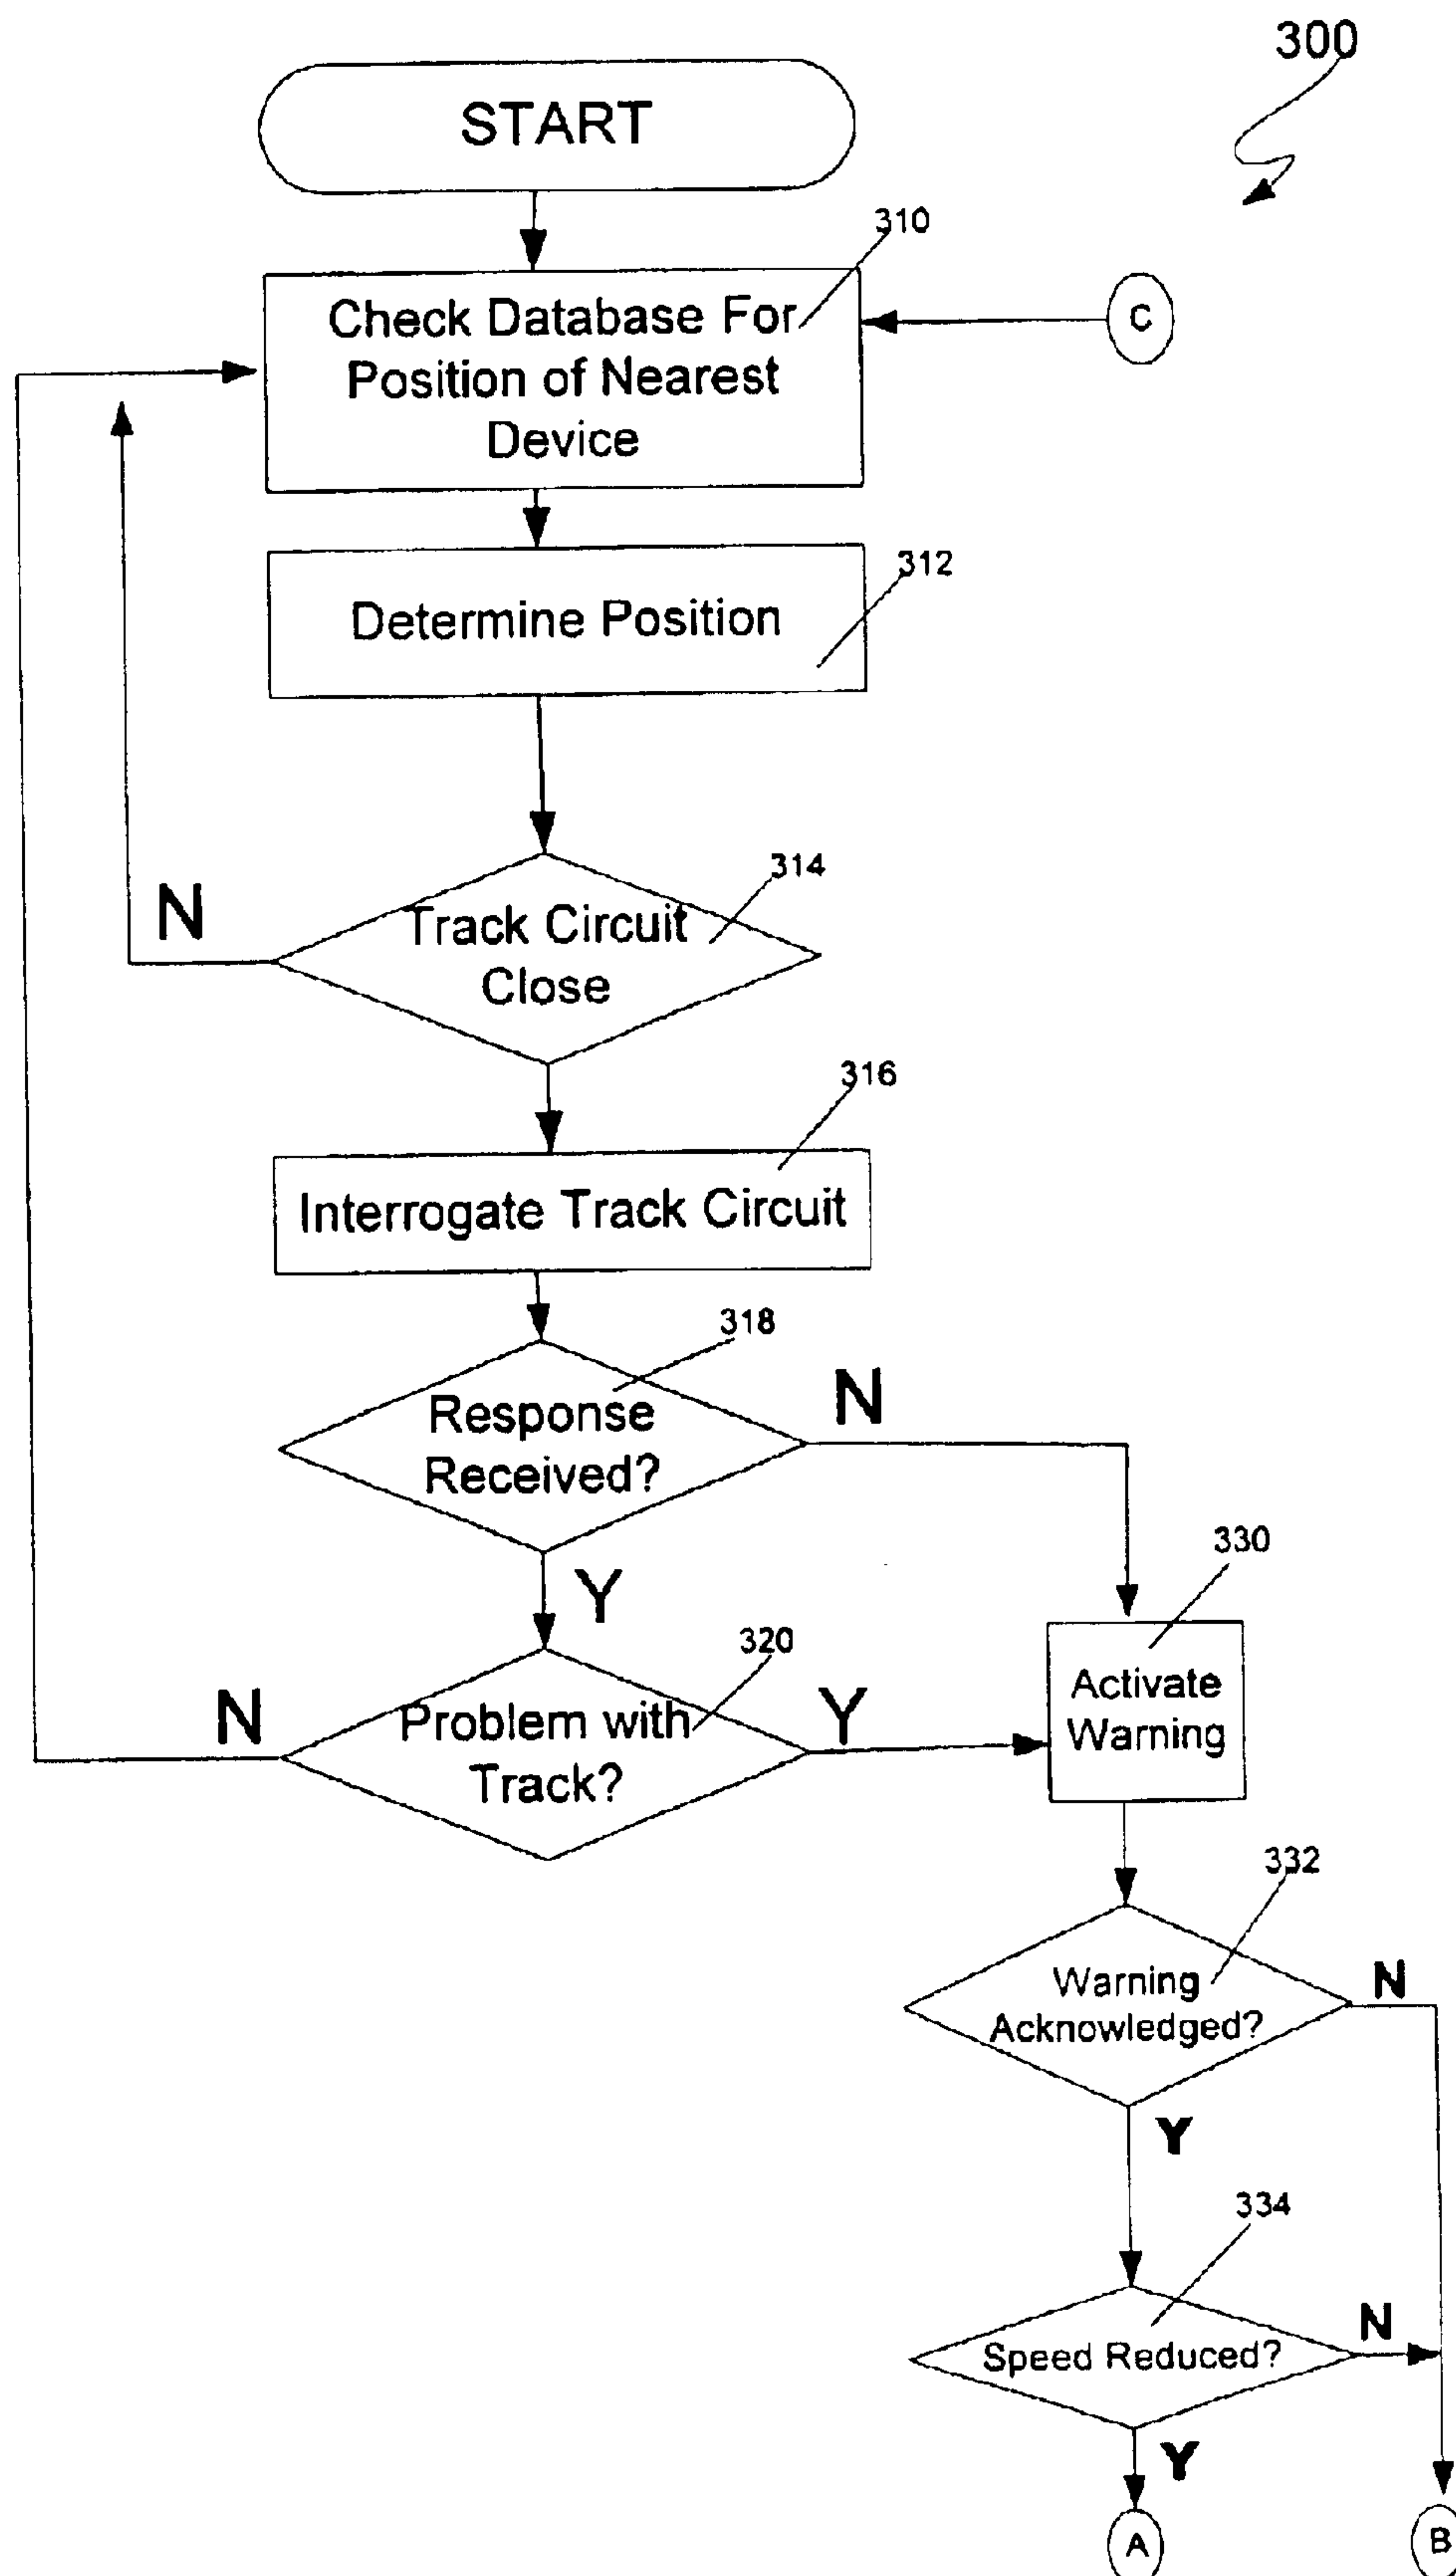 300
START
310
Check Database For
Position of Nearest
Device
C
312
Determine Position
314
N
Track Circuit
Close
316
Interrogate Track Circuit
318
N
Response
Received?
330
Y
320
N
Problem with
Track?
Y
Activate
Warning
332
Warning
Acknowledged?
N
Y
334
N
Speed Reduced?
Y
A
B